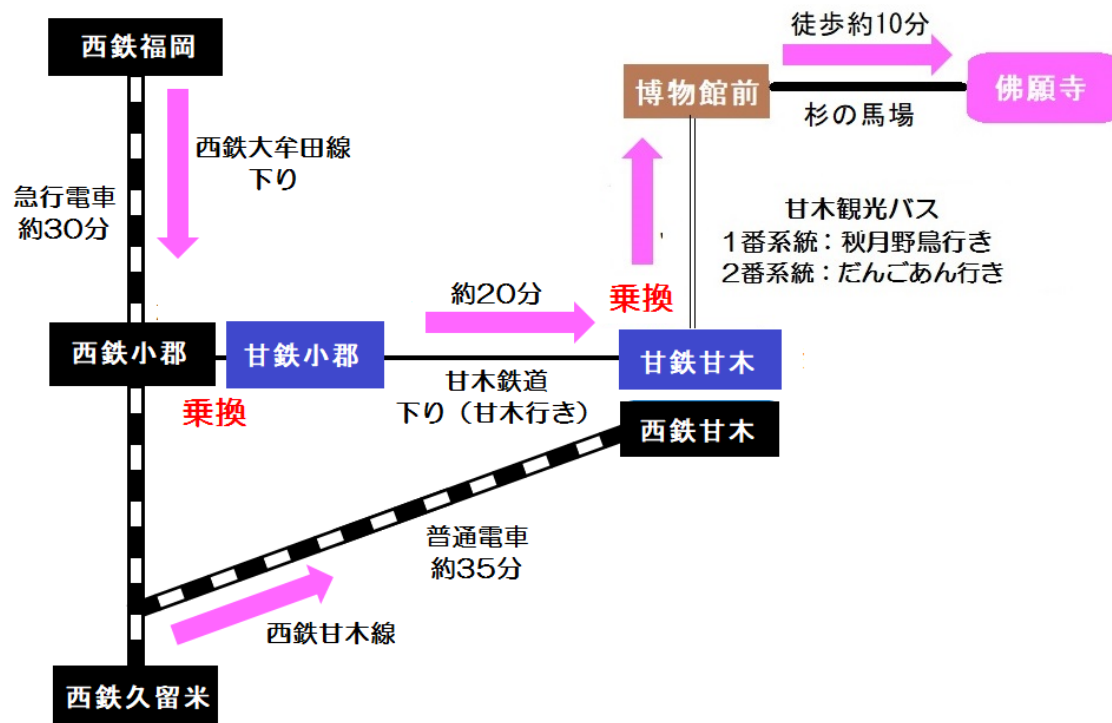 西鉄福岡
徒歩約10分
博物館前
佛願寺
杉の馬場
西鉄大牟田線
下り
急行電車
約30分
甘木観光バス
1番系統：秋月野鳥行き
2番系統：だんごあん行き
約20分
乗換
西鉄小郡
甘鉄小郡
甘鉄甘木
乗換
甘木鉄道
下り（甘木行き）
西鉄甘木
普通電車
約35分
西鉄甘木線
西鉄久留米